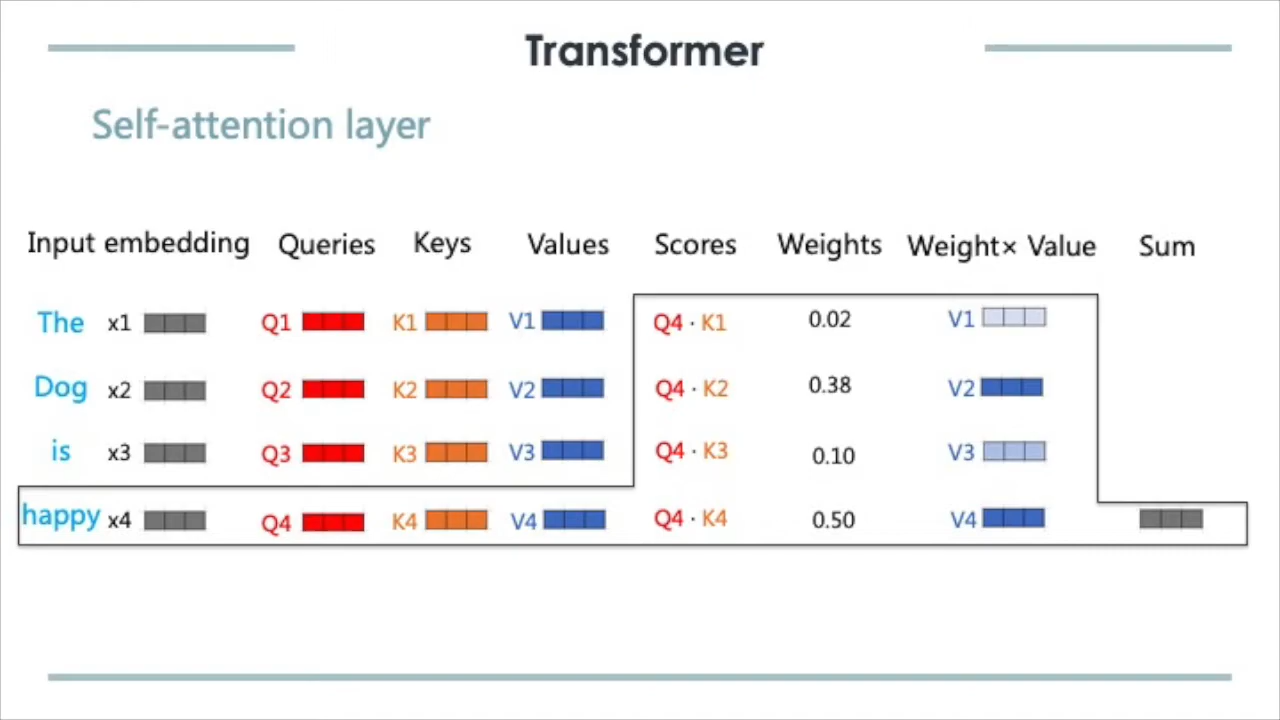 Transformer
Self-attention layer
Input embedding Queries Keys Values Scores Weights Weight× Value Sum
The x1 Q1 K1 V1 Q4 · K1 0.02 V1
Dog x2 Q2 K2 V2 Q4 · K2 0.38 V2
is x3 Q3 K3 V3 Q4 · K3 0.10 V3
happy x4 Q4 K4 V4 Q4 · K4 0.50 V4